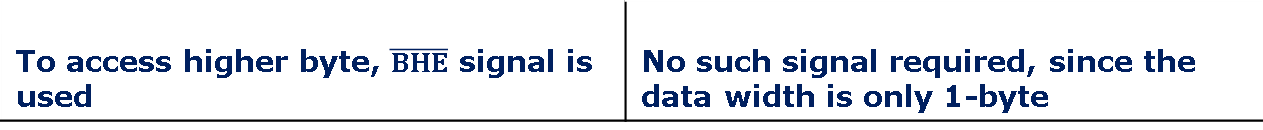 To access higher byte, B̅H̅E̅ signal is
used
No such signal required, since the
data width is only 1-byte